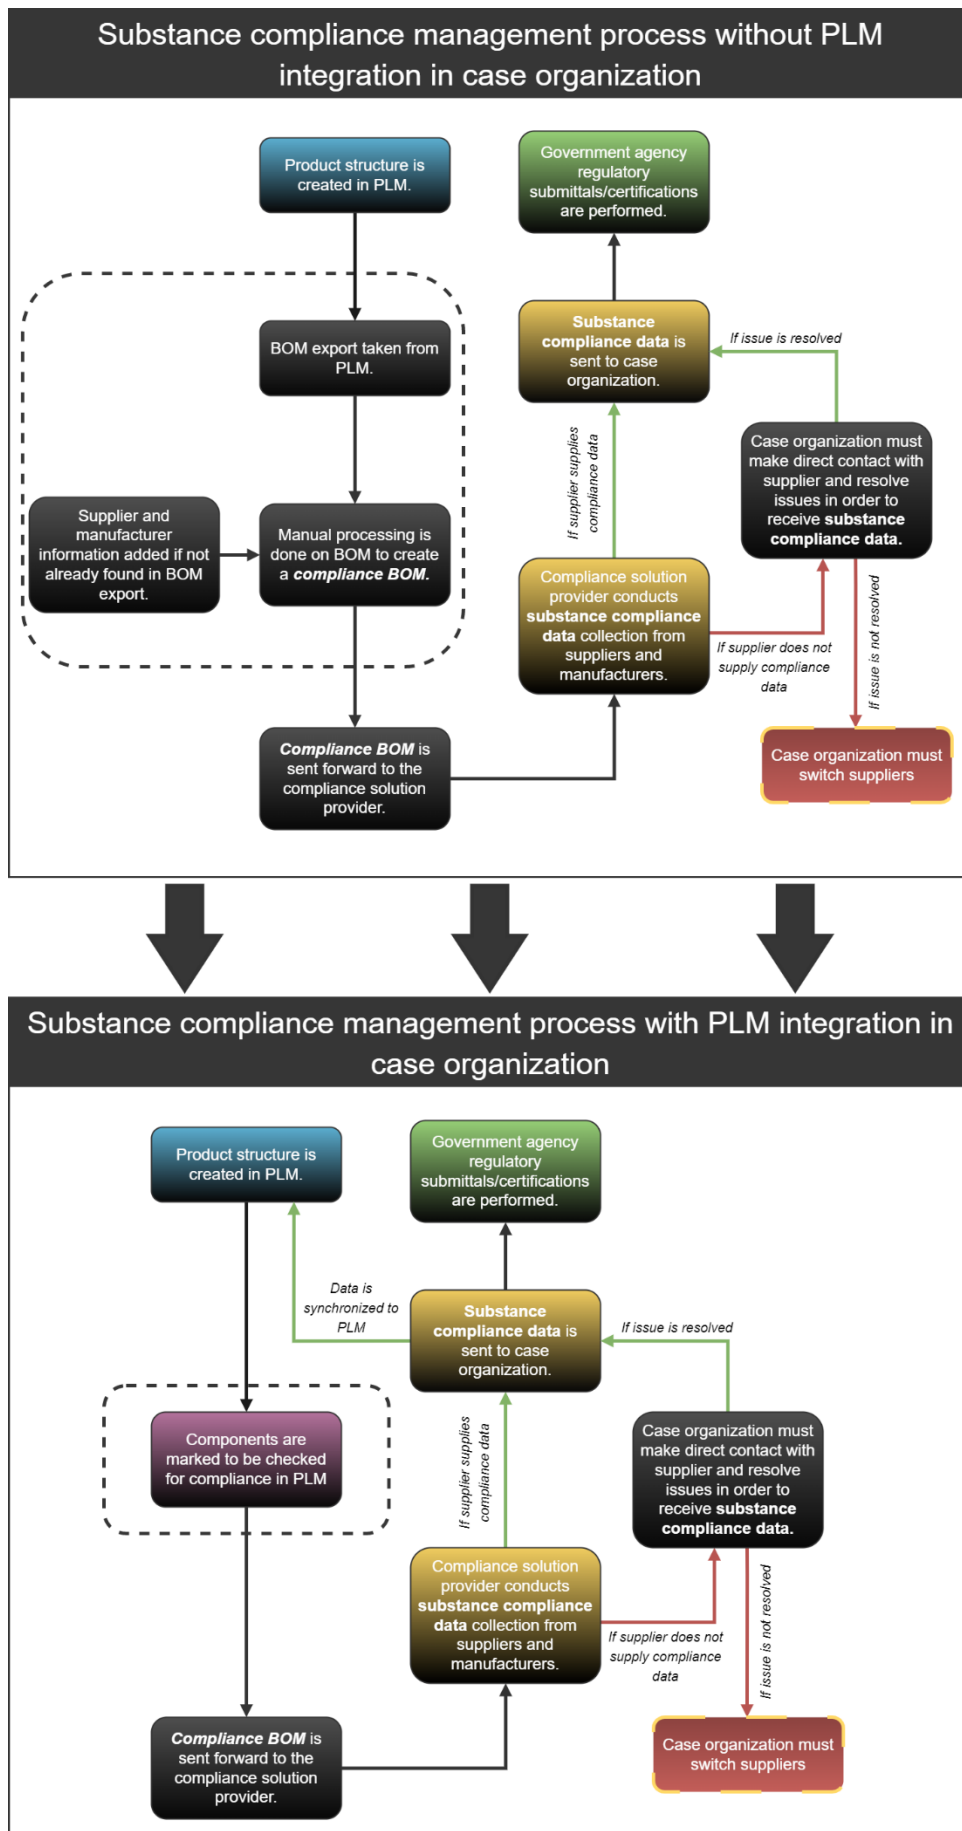 Substance compliance management process without PLM
integration in case organization
Product structure is
created in PLM.
Government agency
regulatory
submittals/certifications
are performed.
BOM export taken from
PLM.
Substance
compliance data is
sent to case
organization.
If issue is resolved
If supplier supplies
compliance data
Case organization must
make direct contact with
supplier and resolve
issues in order to
receive substance
compliance data.
Supplier and
manufacturer
information added if not
already found in BOM
export.
Manual processing is
done on BOM to create
a compliance BOM.
Compliance solution
provider conducts
substance compliance
data collection from
suppliers and
manufacturers.
If supplier does not
supply compliance
data
If issue is not resolved
Compliance BOM is
sent forward to the
compliance solution
provider.
Case organization must
switch suppliers
Substance compliance management process with PLM integration in
case organization
Product structure is
created in PLM.
Government agency
regulatory
submittals/certifications
are performed.
Data is
synchronized to
PLM
Substance
compliance data is
sent to case
organization.
If issue is resolved
Components are
marked to be checked
for compliance in PLM
If supplier supplies
compliance data
Case organization must
make direct contact with
supplier and resolve
issues in order to
receive substance
compliance data.
Compliance solution
provider conducts
substance compliance
data collection from
suppliers and
manufacturers.
If supplier does not
supply compliance
data
If issue is not resolved
Compliance BOM is
sent forward to the
compliance solution
provider.
Case organization must
switch suppliers